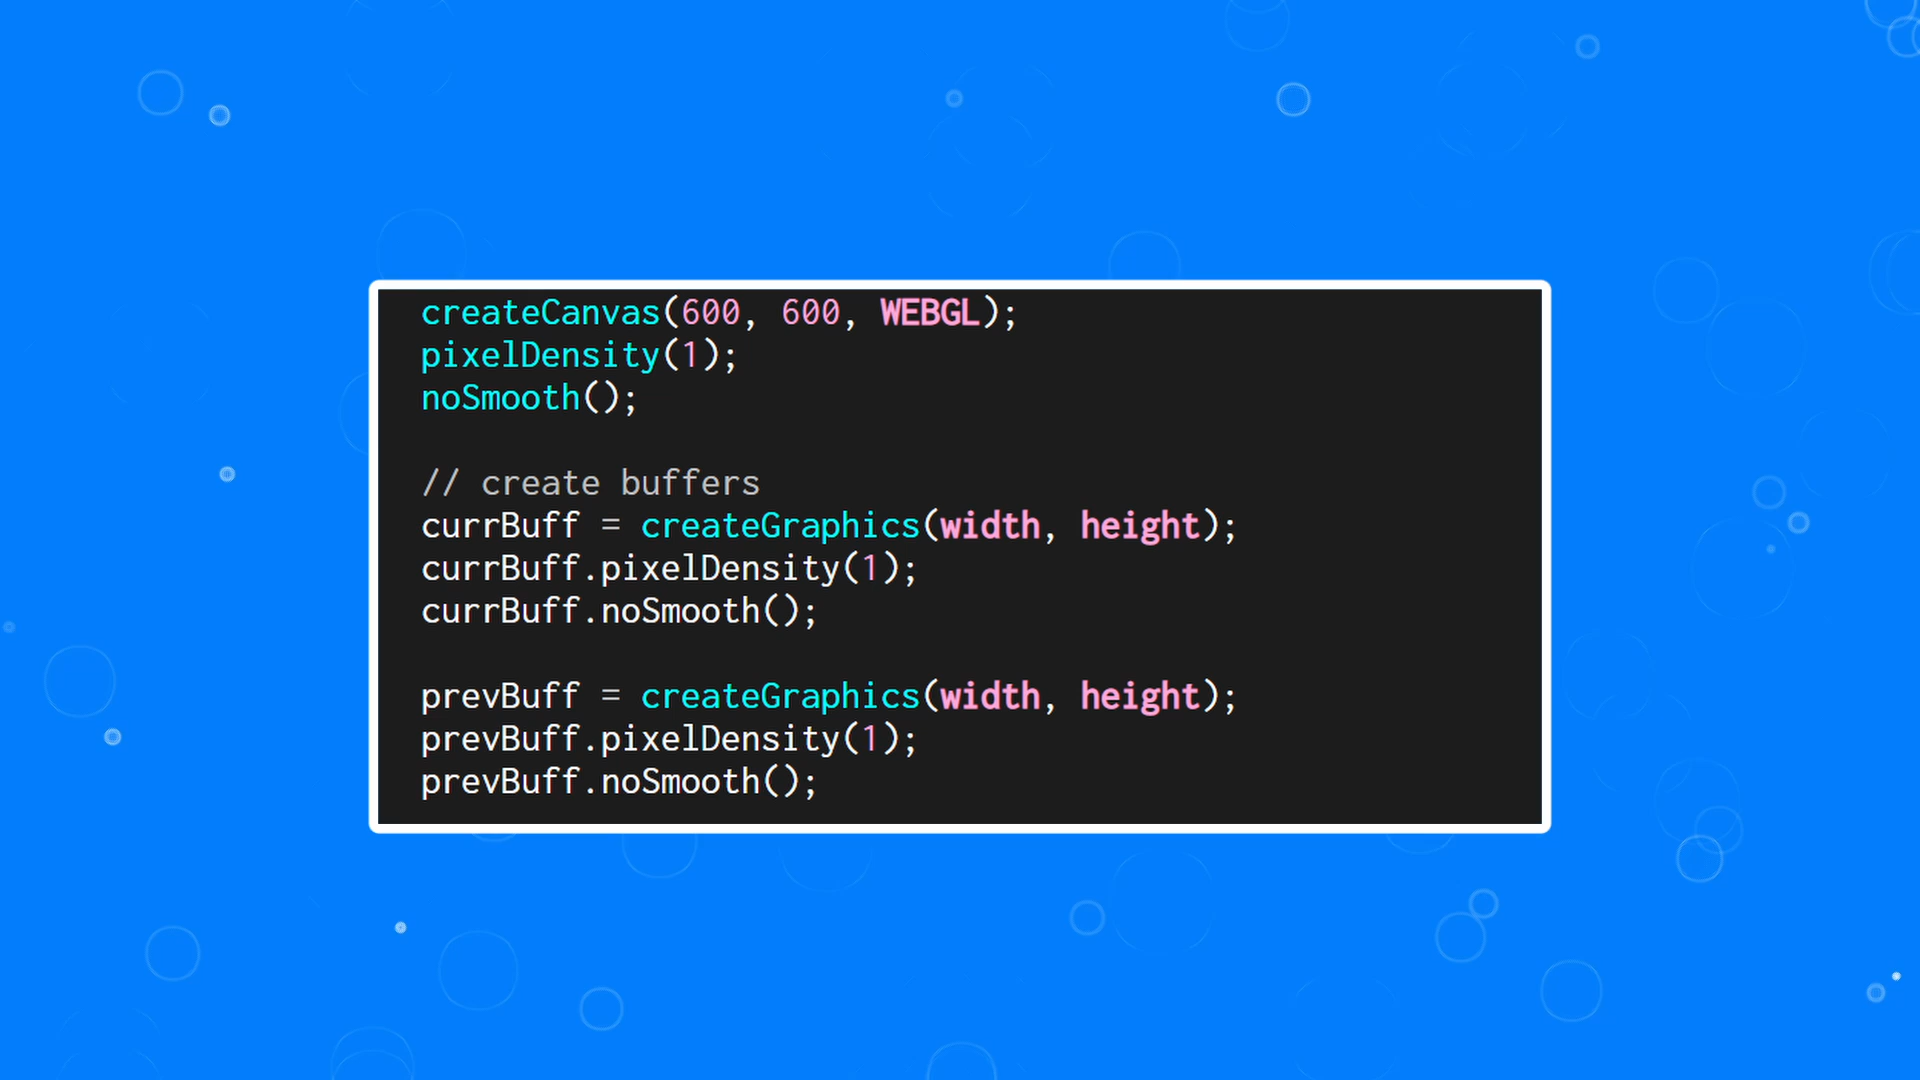 createCanvas(600, 600, WEBGL);
pixelDensity(1);
noSmooth();
// create buffers
currBuff = createGraphics(width, height);
currBuff.pixelDensity(1);
currBuff.noSmooth();
prevBuff = createGraphics(width, height);
prevBuff.pixelDensity(1);
prevBuff.noSmooth();